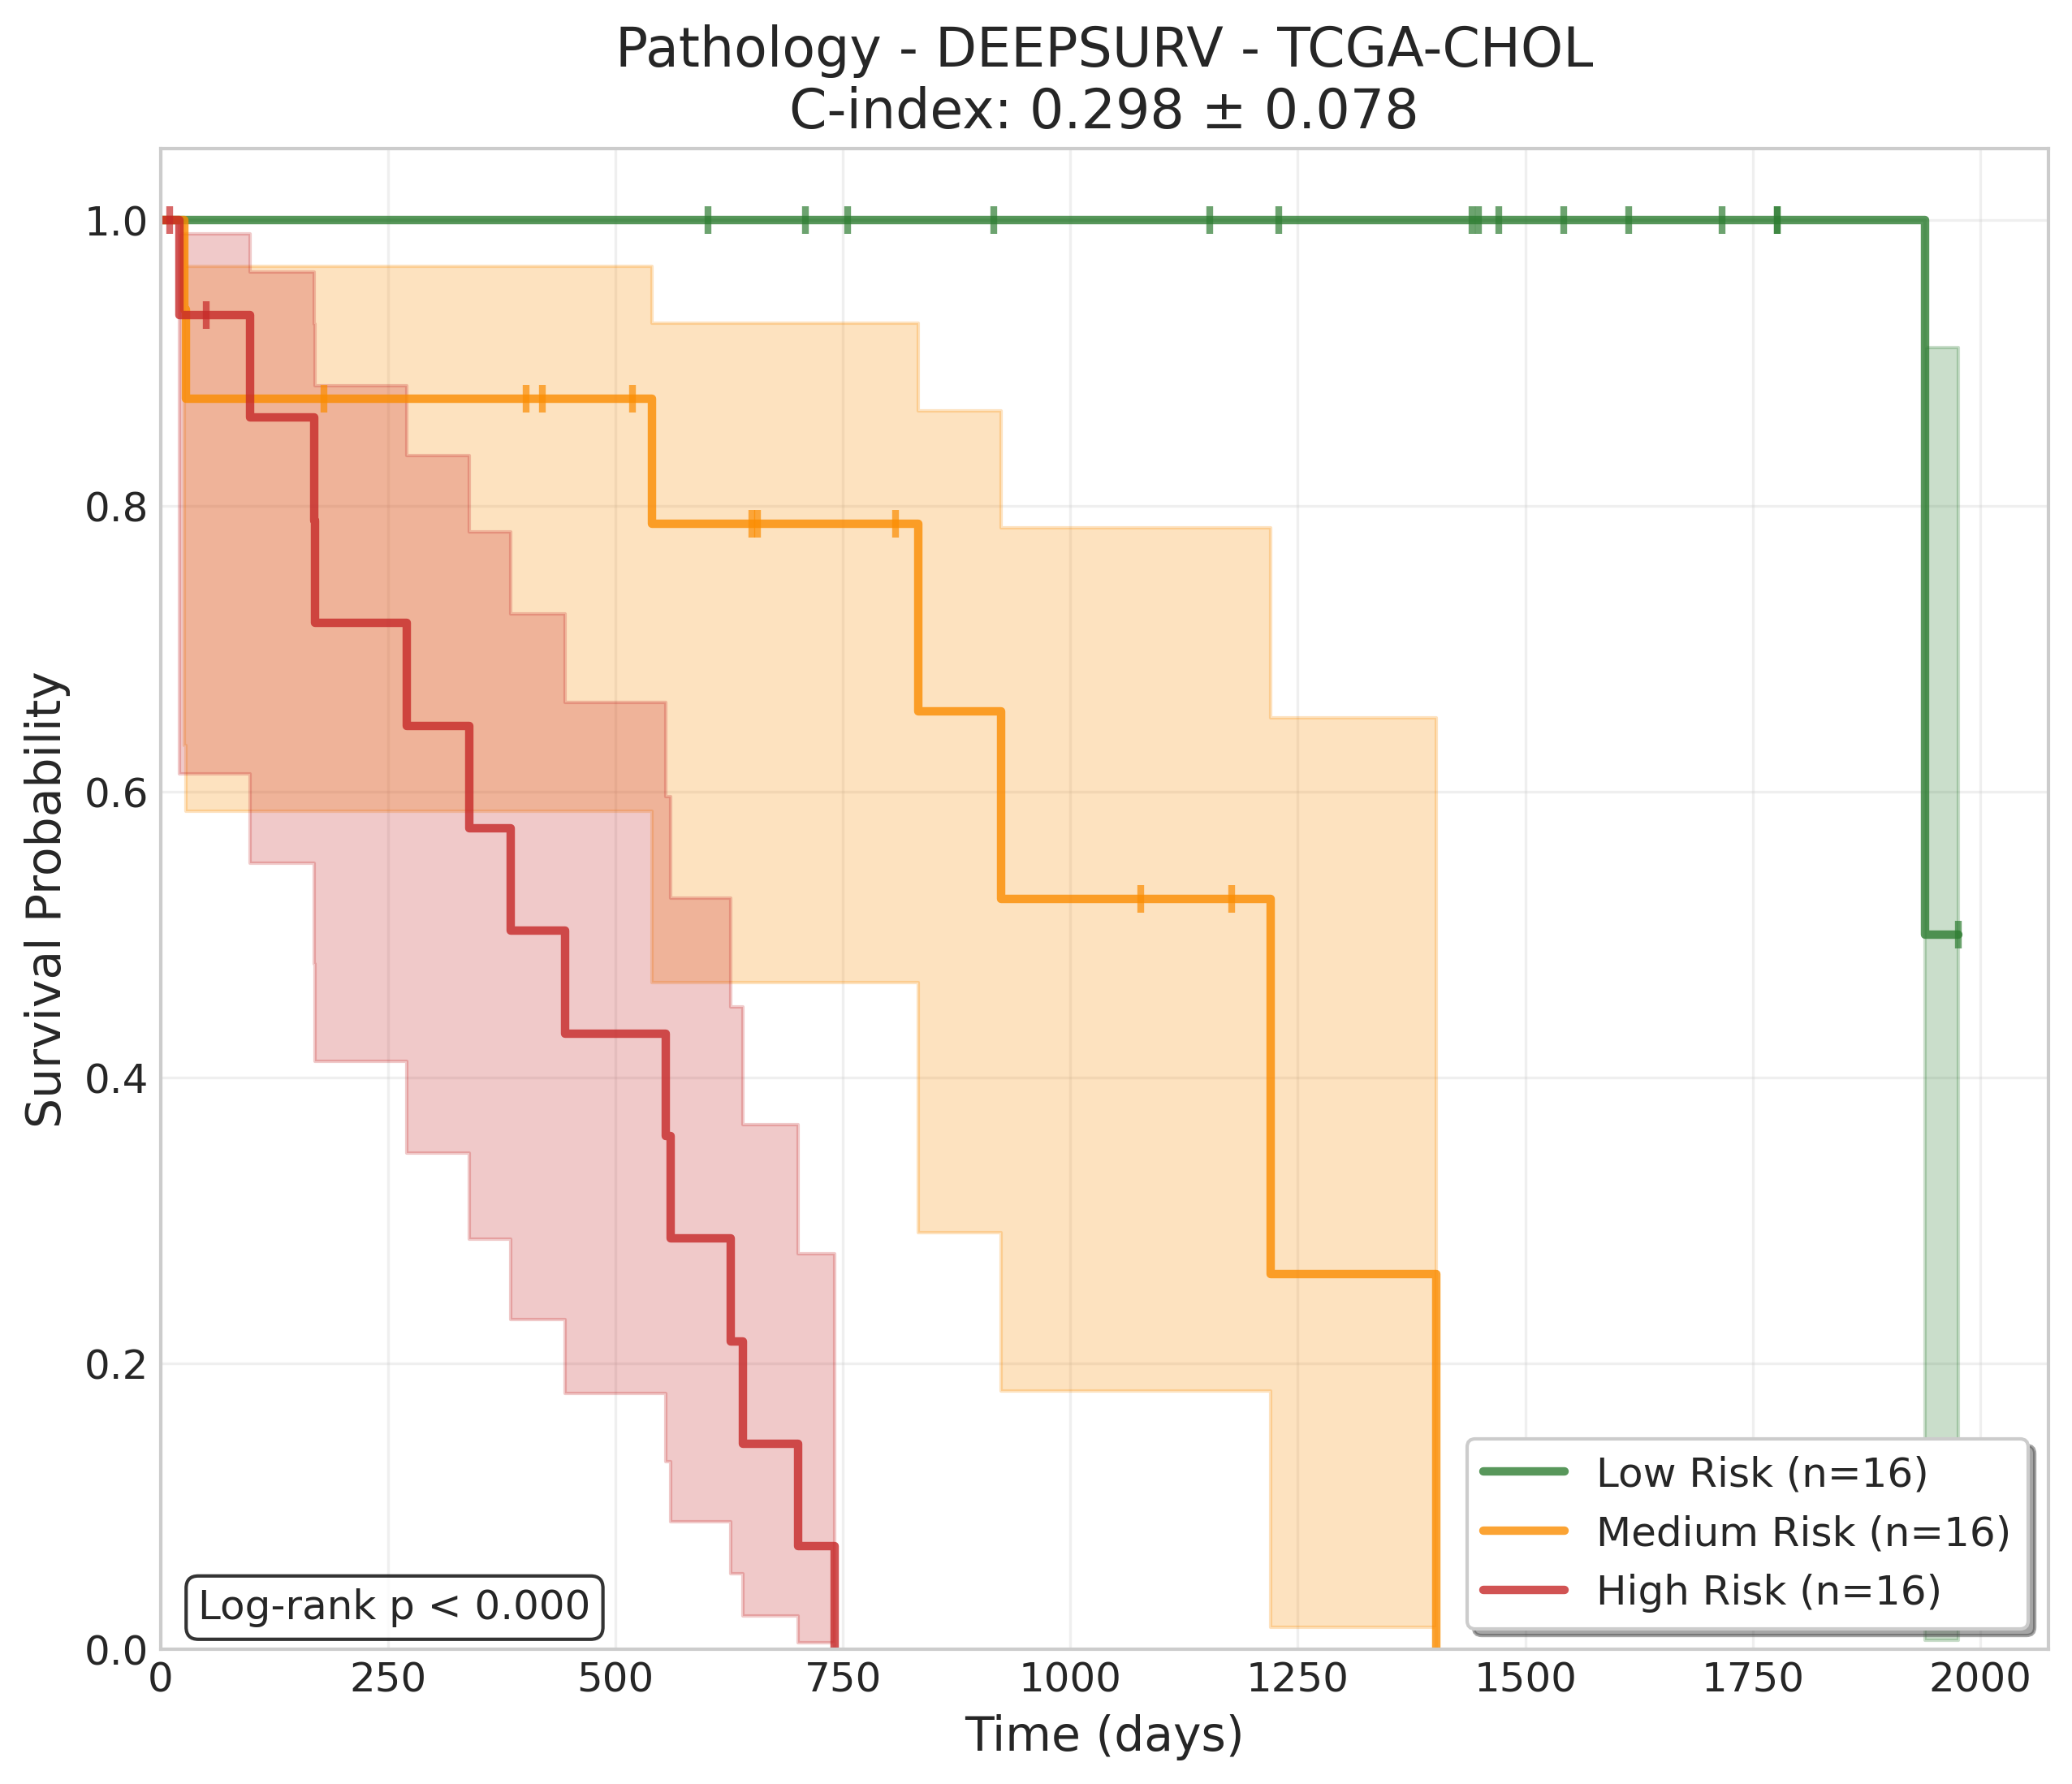 Pathology - DEEPSURV - TCGA-CHOL
C-index: 0.298 ± 0.078
Survival Probability
1.0
0.8
0.6
0.4
0.2
0.0
Log-rank p < 0.000
Low Risk (n=16)
Medium Risk (n=16)
High Risk (n=16)
0 250 500 750 1000 1250 1500 1750 2000
Time (days)